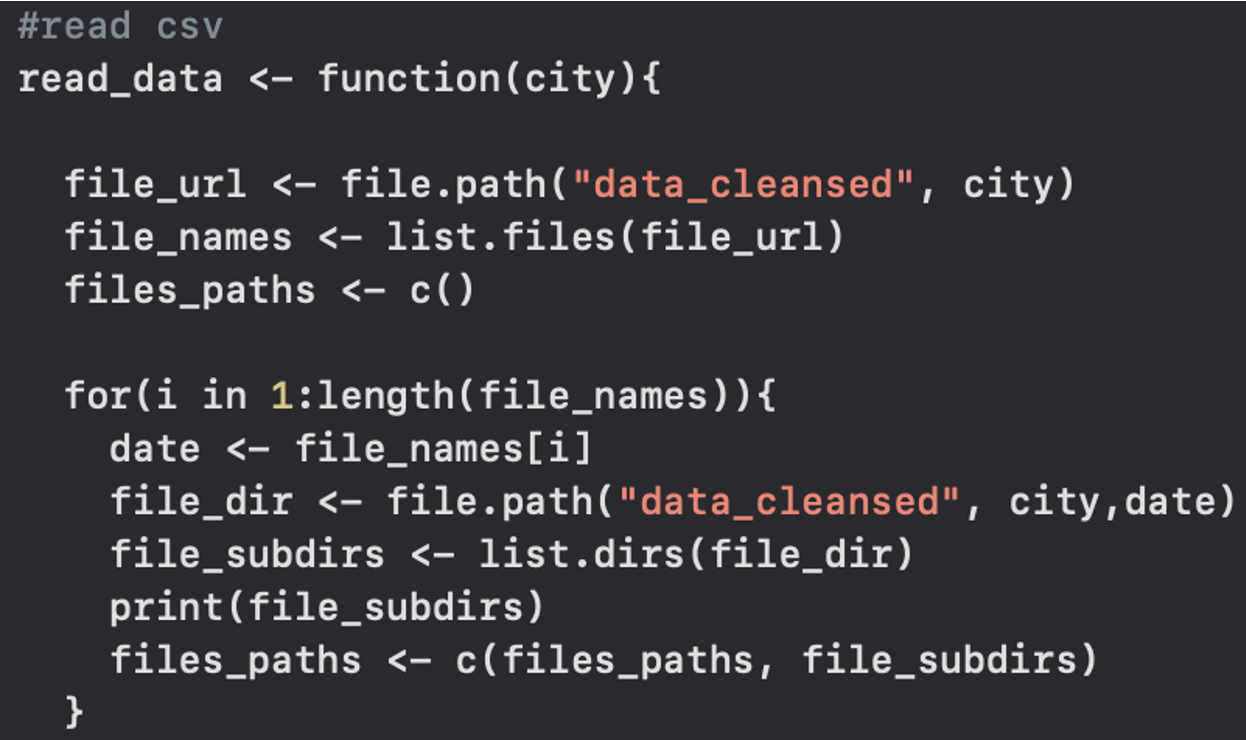 #read csv
read_data <- function(city){
file_url <- file.path("data_cleansed", city)
file_names <- list.files(file_url)
files_paths <- c()
for(i in 1:length(file_names)){
date <- file_names[i]
file_dir <- file.path("data_cleansed", city,date)
file_subdirs <- list.dirs(file_dir)
print(file_subdirs)
files_paths <- c(files_paths, file_subdirs)
}